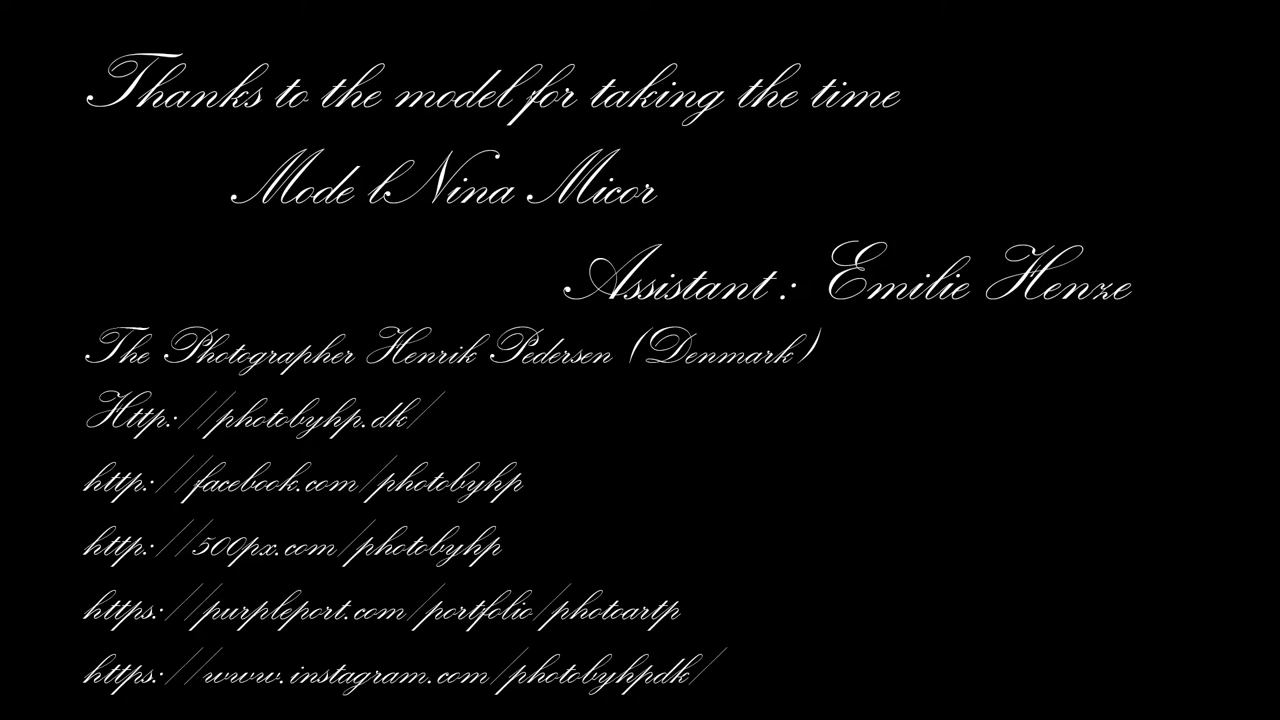 Thanks to the model for taking the time
Mode lNina Micor
Assistant : Emilie Henze
The Photographer Henrik Pedersen (Denmark)
Http://photobyhp.dk/
http://facebook.com/photobyhp
http://500px.com/photobyhp
https://purpleport.com/portfolio/photoartp
https://www.instagram.com/photobyhpdk/